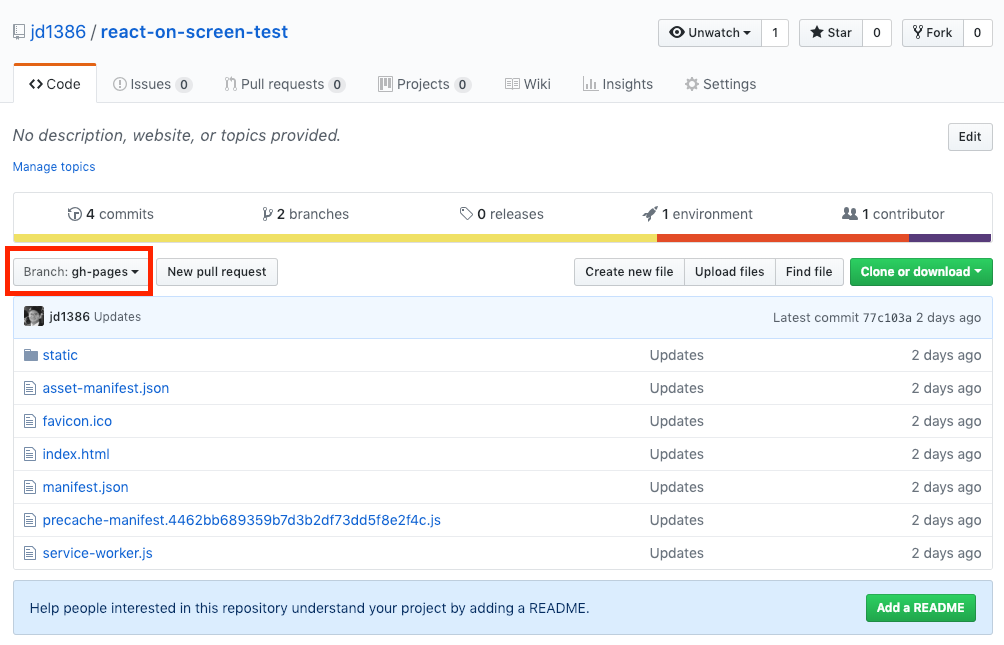 jd1386 / react-on-screen-test
Unwatch 1 Star 0 Fork 0
Code Issues 0 Pull requests 0 Projects 0 Wiki Insights Settings
No description, website, or topics provided.
Edit
Manage topics
4 commits 2 branches 0 releases 1 environment 1 contributor
Branch: gh-pages New pull request Create new file Upload files Find file Clone or download
jd1386 Updates Latest commit 77c103a 2 days ago
static Updates 2 days ago
asset-manifest.json Updates 2 days ago
favicon.ico Updates 2 days ago
index.html Updates 2 days ago
manifest.json Updates 2 days ago
precache-manifest.4462bb689359b7d3b2df73dd5f8e2f4c.js Updates 2 days ago
service-worker.js Updates 2 days ago
Help people interested in this repository understand your project by adding a README. Add a README